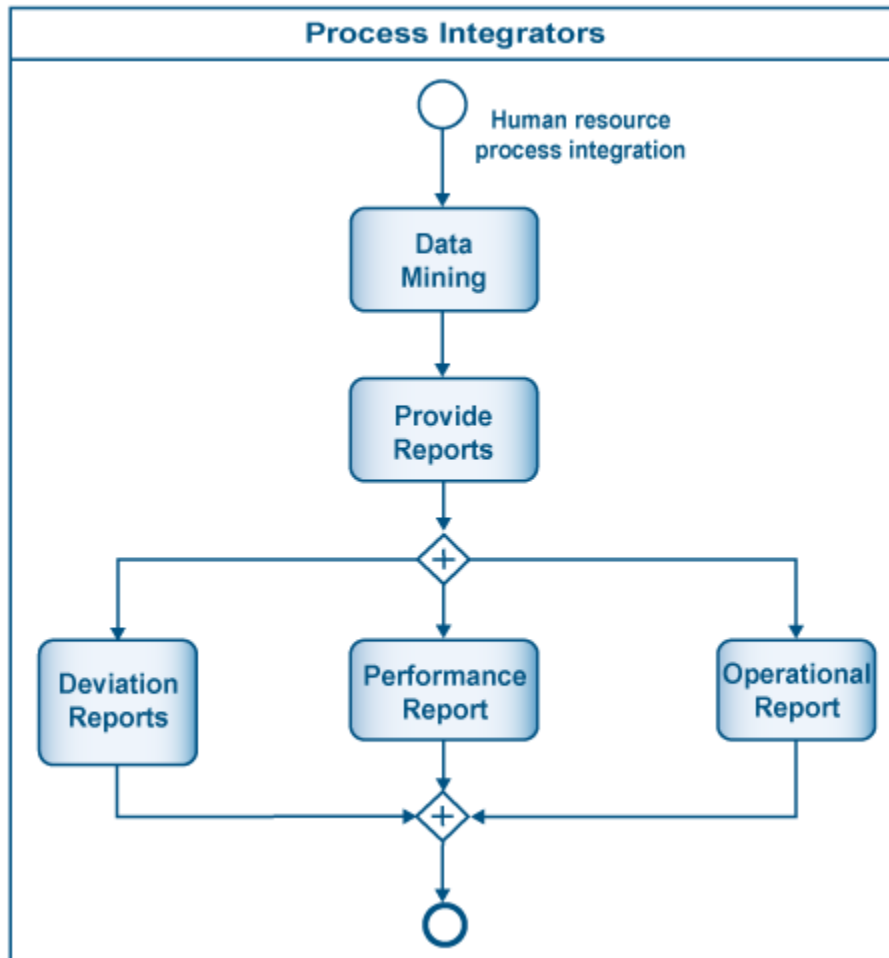 Process Integrators
Human resource
process integration
Data
Mining
Provide
Reports
Deviation
Reports
Performance
Report
Operational
Report